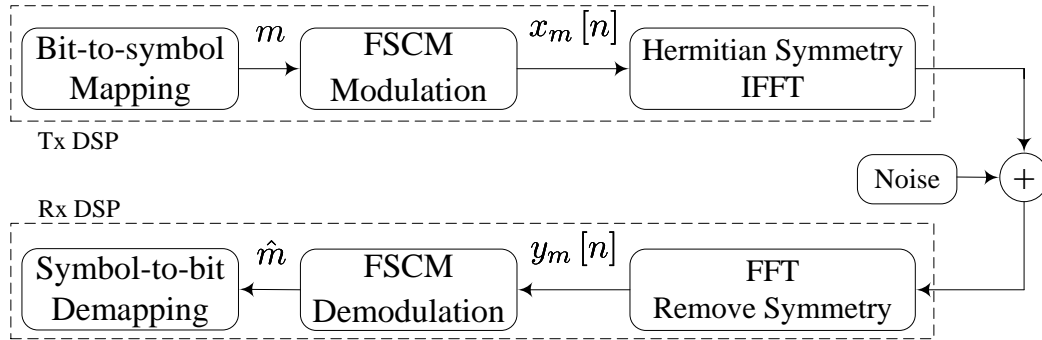 Bit-to-symbol
Mapping
m
FSCM
Modulation
x_m [n]
Hermitian Symmetry
IFFT
Tx DSP
Noise
+
Rx DSP
Symbol-to-bit
Demapping
m̂
FSCM
Demodulation
y_m [n]
FFT
Remove Symmetry